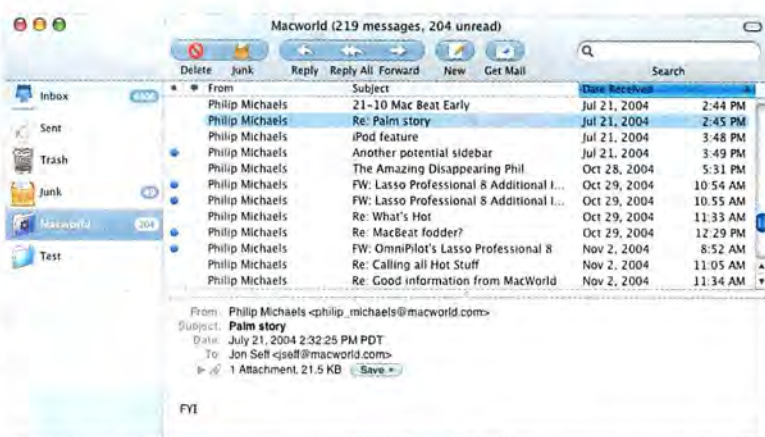 Macworld (219 messages, 204 unread)
Delete Junk Reply Reply All Forward New Get Mail Search
From Subject Date Received
Inbox
Sent
Trash
Junk
Macworld 204
Test
Philip Michaels 21-10 Mac Beat Early Jul 21, 2004 2:44 PM
Philip Michaels Re: Palm story Jul 21, 2004 2:45 PM
Philip Michaels iPod feature Jul 21, 2004 3:48 PM
Philip Michaels Another potential sidebar Jul 21, 2004 3:49 PM
Philip Michaels The Amazing Disappearing Phil Oct 28, 2004 5:31 PM
Philip Michaels FW: Lasso Professional 8 Additional I... Oct 29, 2004 10:54 AM
Philip Michaels FW: Lasso Professional 8 Additional I... Oct 29, 2004 10:55 AM
Philip Michaels Re: What's Hot Oct 29, 2004 11:33 AM
Philip Michaels Re: MacBeat fodder? Oct 29, 2004 12:29 PM
Philip Michaels FW: OmniPilot's Lasso Professional 8 Nov 2, 2004 8:52 AM
Philip Michaels Re: Calling all Hot Stuff Nov 2, 2004 11:05 AM
Philip Michaels Re: Good information from MacWorld Nov 2, 2004 11:34 AM
From: Philip Michaels <philip_michaels@macworld.com>
Subject: Palm story
Date: July 21, 2004 2:32:25 PM PDT
To: Jon Seff <jseff@macworld.com>
1 Attachment, 21.5 KB Save
FYI